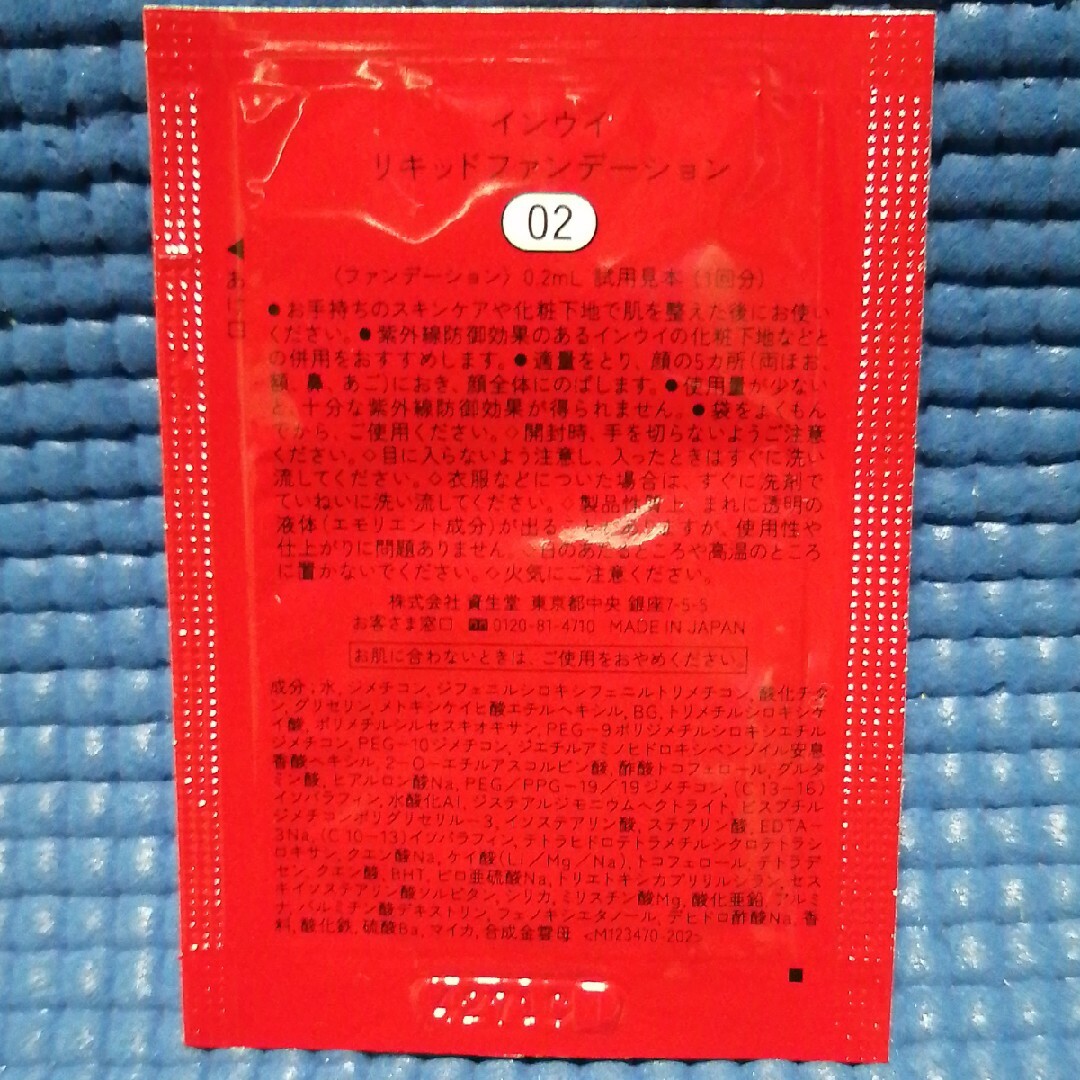 インウイ
リキッドファンデーション
02
〈ファンデーション〉 0.2mL 試用見本 (1回分)
●お手持ちのスキンケアや化粧下地で肌を整えた後にお使い
ください。●紫外線防御効果のあるインウイの化粧下地などと
の併用をおすすめします。●適量をとり、顔の5カ所(両ほお、
額、鼻、あご)におき、顔全体にのばします。●使用量が少ない
と、十分な紫外線防御効果が得られません。●袋をよくもん
でから、ご使用ください。◇開封時、手を切らないようご注意
ください。◇目に入らないよう注意し、入ったときはすぐに洗い
流してください。◇衣服などについた場合は、すぐに洗剤で
ていねいに洗い流してください。◇製品性質上、まれに透明の
液体(エモリエント成分)が出ることもありますが、使用性や
仕上がりに問題ありません。◇日のあたるところや高温のところ
に置かないでください。◇火気にご注意ください。
株式会社 資生堂 東京都中央 銀座7-5-5
お客さま窓口 0120-81-4710 MADE IN JAPAN
お肌に合わないときは、ご使用をおやめください。
成分:水, ジメチコン, ジフェニルシロキシフェニルトリメチコン, 酸化チタ
ン, グリセリン, メトキシケイヒ酸エチルヘキシル, BG, トリメチルシロキシケ
イ酸, ポリメチルシルセスキオキサン, PEG-9ポリジメチルシロキシエチル
ジメチコン, PEG-10ジメチコン, ジエチルアミノヒドロキシベンゾイル安息
香酸ヘキシル, 2-O-エチルアスコルビン酸, 酢酸トコフェロール, グルタ
ミン酸, ヒアルロン酸Na, PEG/PPG-19/19ジメチコン, (C13-16)
イソパラフィン, 水酸化Al, ジステアルジモニウムヘクトライト, ビスブチル
ジメチコンポリグリセリル-3, イソステアリン酸, ステアリン酸, EDTA-
3Na, (C10-13)イソパラフィン, テトラヒドロテトラメチルシクロテトラシ
ロキサン, クエン酸Na, ケイ酸(Li/Mg/Na), トコフェロール, テトラデ
セン, クエン酸, BHT, ピロ亜硫酸Na, トリエトキシカプリリルシラン, セス
キイソステアリン酸ソルビタン, シリカ, ミリスチン酸Mg, 酸化亜鉛, アルミ
ナ, パルミチン酸デキストリン, フェノキシエタノール, デヒドロ酢酸Na, 香
料, 酸化鉄, 硫酸Ba, マイカ, 合成金雲母 <M123470-202>